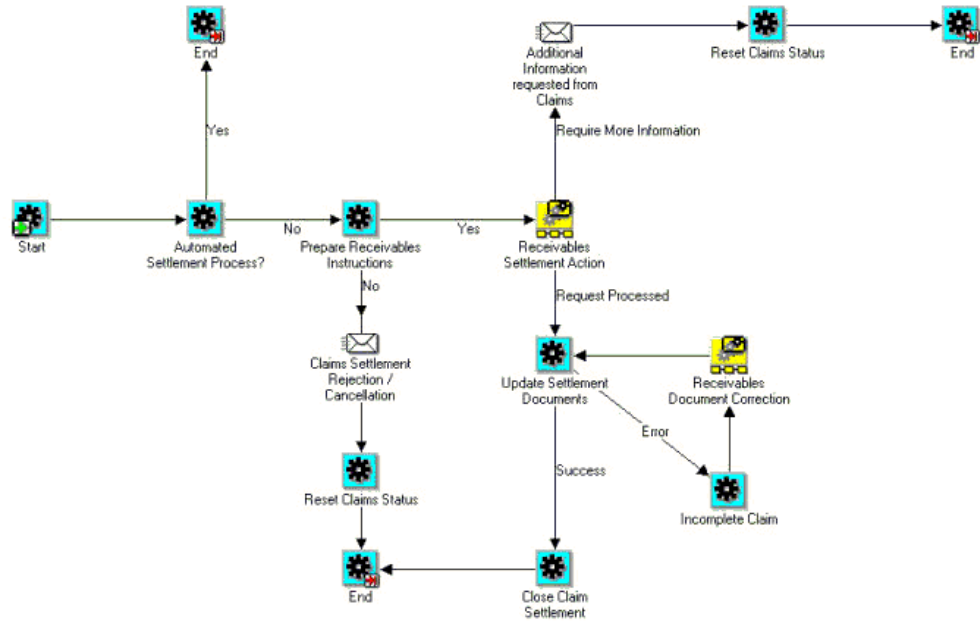 End
Additional
Information
requested from
Claims
Reset Claims Status
End
Yes
Require More Information
Start
Automated
Settlement Process?
No
Prepare Receivables
Instructions
Yes
Receivables
Settlement Action
No
Request Processed
Claims Settlement
Rejection /
Cancellation
Update Settlement
Documents
Receivables
Document Correction
Error
Success
Reset Claims Status
Incomplete Claim
End
Close Claim
Settlement